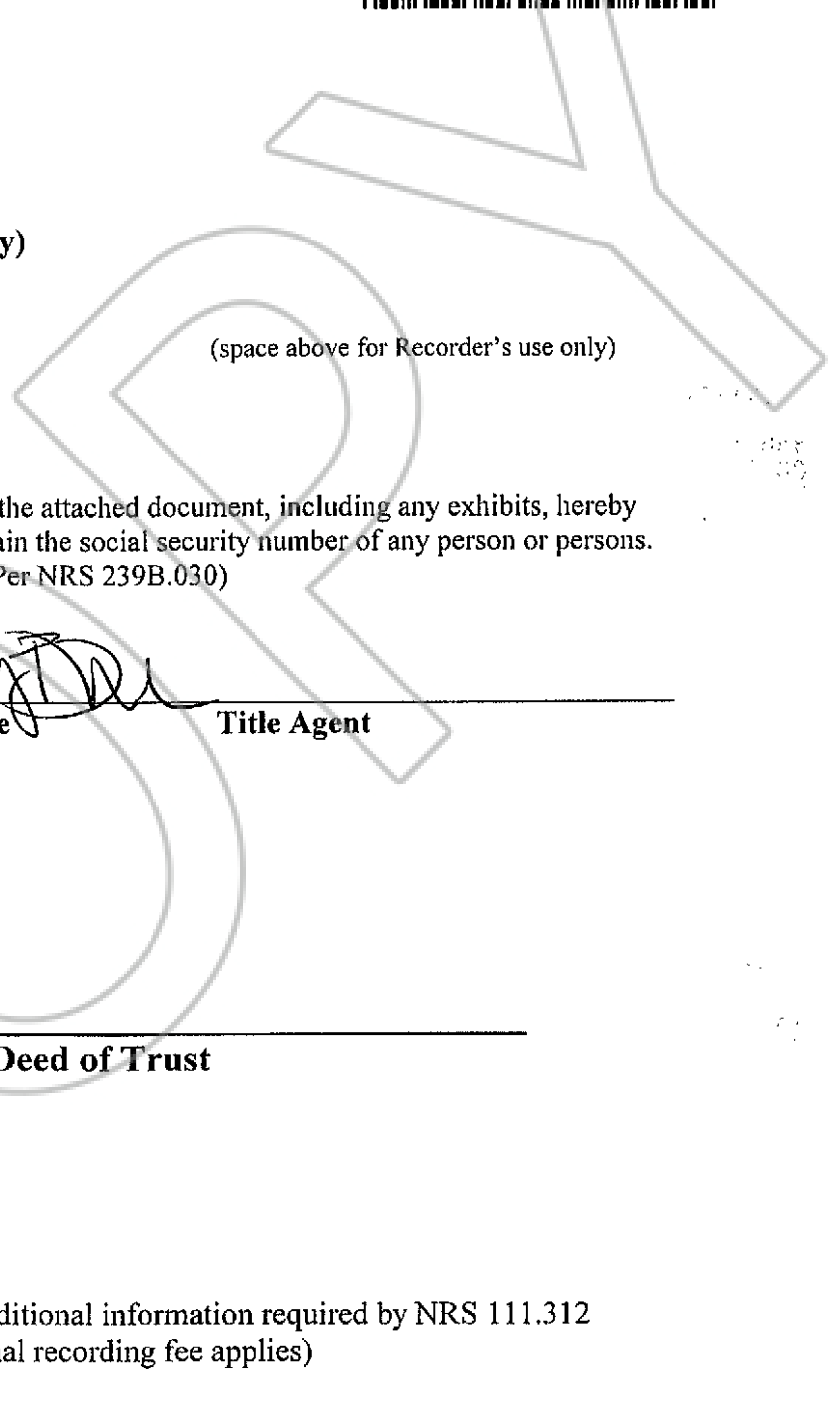 y)
(space above for Recorder's use only)
the attached document, including any exhibits, hereby
ain the social security number of any person or persons.
Per NRS 239B.030)
e Title Agent
Deed of Trust
ditional information required by NRS 111.312
al recording fee applies)
OPY